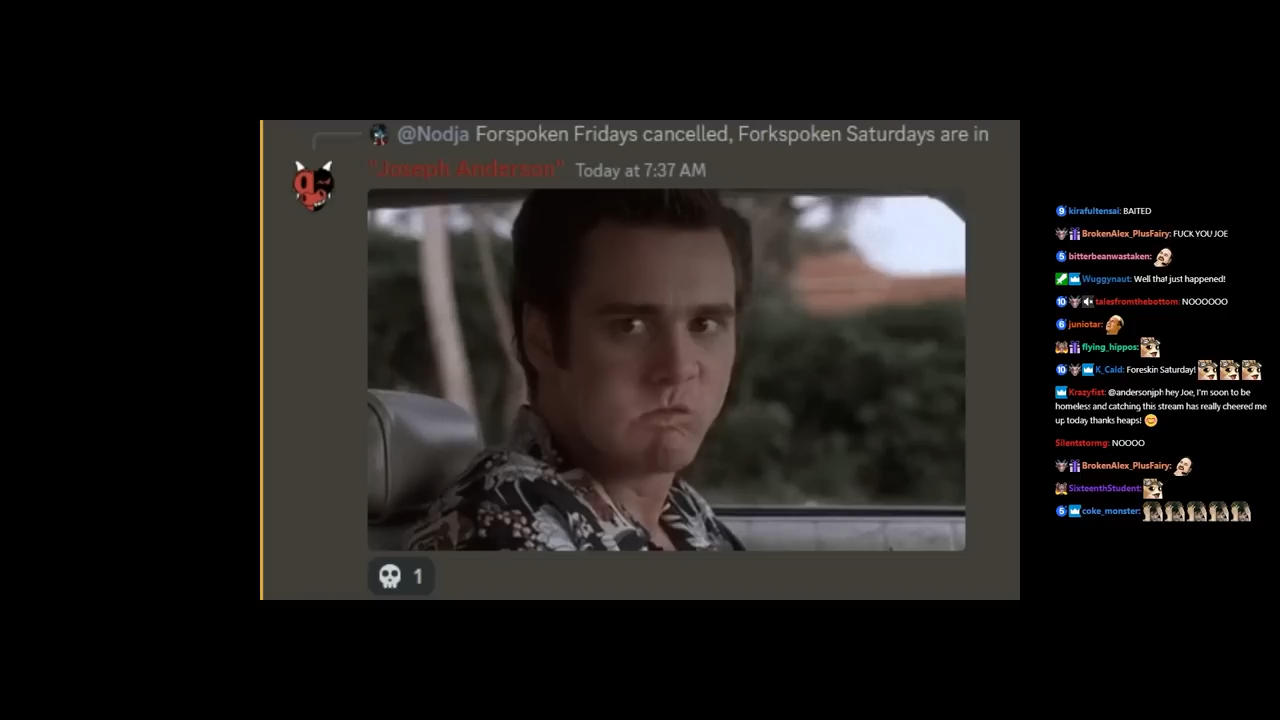 @Nodja Forspoken Fridays cancelled, Forkspoken Saturdays are in
"Joseph Anderson" Today at 7:37 AM
1
kirafultensai: BAITED
BrokenAlex_PlusFairy: FUCK YOU JOE
bitterbeanwastaken:
Wuggynaut: Well that just happened!
talesfromthebottom: NOOOOOO
juniotar:
flying_hippos:
K_Cald: Foreskin Saturday!
Krazyfist: @andersonjph hey Joe, I'm soon to be
homeless and catching this stream has really cheered me
up today thanks heaps!
Silentstormg: NOOOO
BrokenAlex_PlusFairy:
SixteenthStudent:
coke_monster: